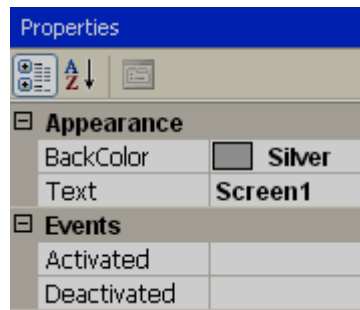 Properties
Appearance
BackColor Silver
Text Screen1
Events
Activated
Deactivated